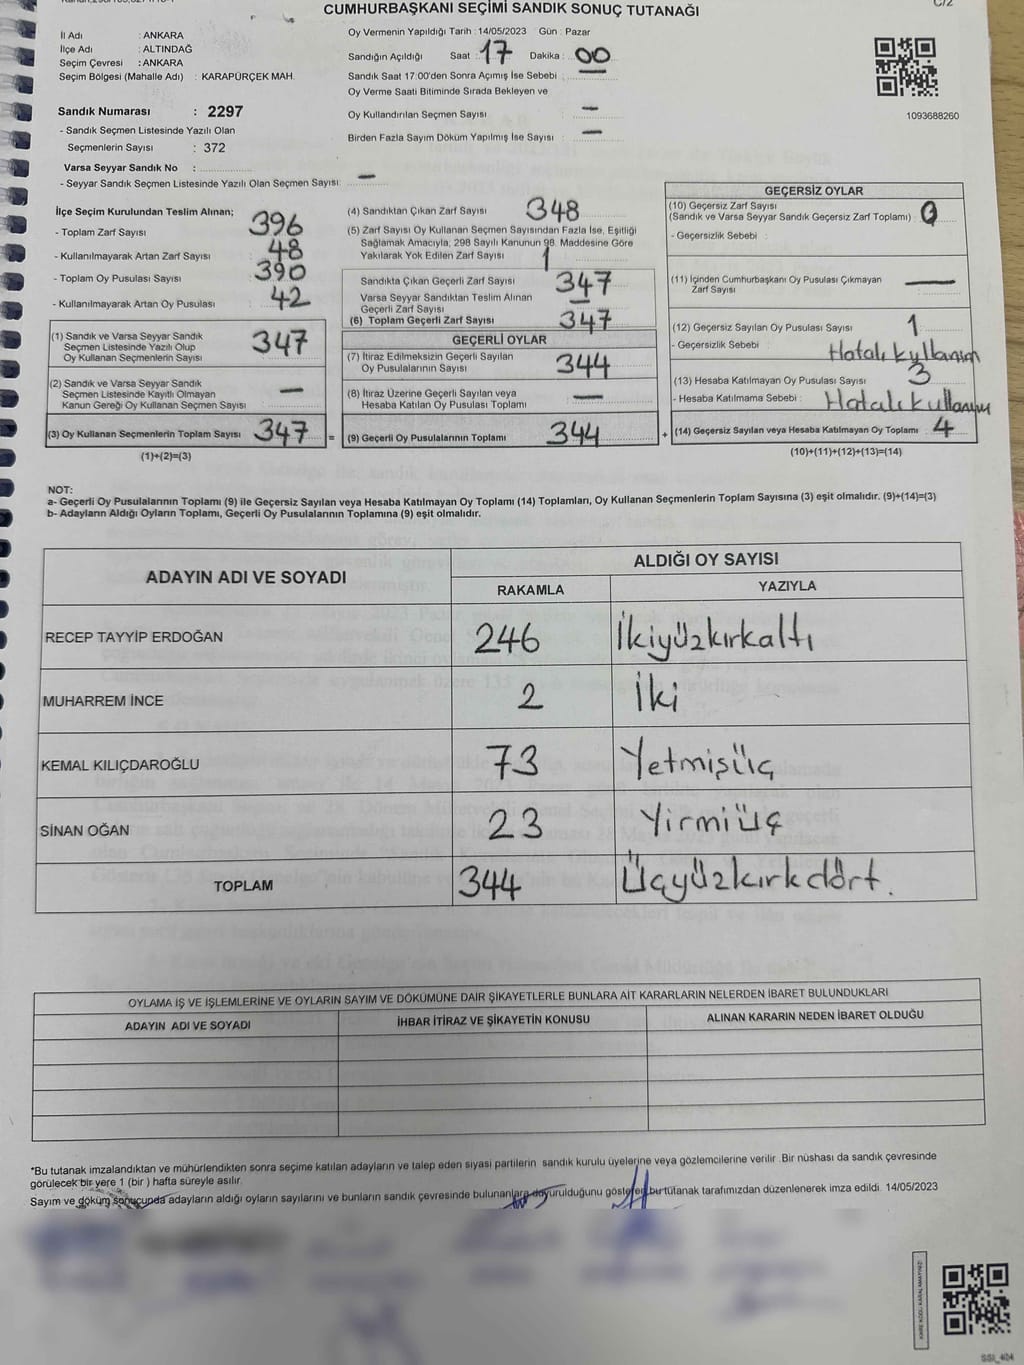 CUMHURBAŞKANI SEÇİMİ SANDIK SONUÇ TUTANAĞI
C/2
İl Adı : ANKARA
İlçe Adı : ALTINDAĞ
Seçim Çevresi : ANKARA
Seçim Bölgesi (Mahalle Adı) : KARAPÜRÇEK MAH.
Oy Vermenin Yapıldığı Tarih : 14/05/2023 Gün : Pazar
Sandığın Açıldığı Saat : 17 Dakika : 00
Sandık Saat 17:00'den Sonra Açımış İse Sebebi : —
Oy Verme Saati Bitiminde Sırada Bekleyen ve
Oy Kullandırılan Seçmen Sayısı : —
Birden Fazla Sayım Döküm Yapılmış İse Sayısı : —
1093688260
Sandık Numarası : 2297
- Sandık Seçmen Listesinde Yazılı Olan
Seçmenlerin Sayısı : 372
Varsa Seyyar Sandık No :
- Seyyar Sandık Seçmen Listesinde Yazılı Olan Seçmen Sayısı: —
İlçe Seçim Kurulundan Teslim Alınan;
- Toplam Zarf Sayısı : 396
- Kullanılmayarak Artan Zarf Sayısı : 48
- Toplam Oy Pusulası Sayısı : 390
- Kullanılmayarak Artan Oy Pusulası : 42
(1) Sandık ve Varsa Seyyar Sandık
Seçmen Listesinde Yazılı Olup
Oy Kullanan Seçmenlerin Sayısı 347
(2) Sandık ve Varsa Seyyar Sandık
Seçmen Listesinde Kayıtlı Olmayan
Kanun Gereği Oy Kullanan Seçmen Sayısı —
(3) Oy Kullanan Seçmenlerin Toplam Sayısı 347
(1)+(2)=(3)
=
(4) Sandıktan Çıkan Zarf Sayısı 348
(5) Zarf Sayısı Oy Kullanan Seçmen Sayısından Fazla İse, Eşitliği
Sağlamak Amacıyla, 298 Sayılı Kanunun 98. Maddesine Göre
Yakılarak Yok Edilen Zarf Sayısı 1
Sandıkta Çıkan Geçerli Zarf Sayısı 347
Varsa Seyyar Sandıktan Teslim Alınan
Geçerli Zarf Sayısı —
(6) Toplam Geçerli Zarf Sayısı 347
GEÇERLİ OYLAR
(7) İtiraz Edilmeksizin Geçerli Sayılan
Oy Pusulalarının Sayısı 344
(8) İtiraz Üzerine Geçerli Sayılan veya
Hesaba Katılan Oy Pusulaları Toplamı —
(9) Geçerli Oy Pusulalarının Toplamı 344
+
GEÇERSİZ OYLAR
(10) Geçersiz Zarf Sayısı
(Sandık ve Varsa Seyyar Sandık Geçersiz Zarf Toplamı) : 0
- Geçersizlik Sebebi :
(11) İçinden Cumhurbaşkanı Oy Pusulası Çıkmayan
Zarf Sayısı —
(12) Geçersiz Sayılan Oy Pusulası Sayısı 1
- Geçersizlik Sebebi : Hatalı kullanım
(13) Hesaba Katılmayan Oy Pusulası Sayısı 3
- Hesaba Katılmama Sebebi : Hatalı kullanım
(14) Geçersiz Sayılan veya Hesaba Katılmayan Oy Toplamı 4
(10)+(11)+(12)+(13)=(14)
NOT:
a- Geçerli Oy Pusulalarının Toplamı (9) ile Geçersiz Sayılan veya Hesaba Katılmayan Oy Toplamı (14) Toplamları, Oy Kullanan Seçmenlerin Toplam Sayısına (3) eşit olmalıdır. (9)+(14)=(3)
b- Adayların Aldığı Oyların Toplamı, Geçerli Oy Pusulalarının Toplamına (9) eşit olmalıdır.
ADAYIN ADI VE SOYADI
ALDIĞI OY SAYISI
RAKAMLA YAZIYLA
RECEP TAYYİP ERDOĞAN 246 İkiyüzkırkaltı
MUHARREM İNCE 2 İki
KEMAL KILIÇDAROĞLU 73 Yetmişüç
SİNAN OĞAN 23 Yirmiüç
TOPLAM 344 Üçyüzkırkdört.
OYLAMA İŞ VE İŞLEMLERİNE VE OYLARIN SAYIM VE DÖKÜMÜNE DAİR ŞİKAYETLERLE BUNLARA AİT KARARLARIN NELERDEN İBARET BULUNDUKLARI
ADAYIN ADI VE SOYADI İHBAR İTİRAZ VE ŞİKAYETİN KONUSU ALINAN KARARIN NEDEN İBARET OLDUĞU
*Bu tutanak imzalandıktan ve mühürlendikten sonra seçime katılan adayların ve talep eden siyasi partilerin sandık kurulu üyelerine veya gözlemcilerine verilir .Bir nüshası da sandık çevresinde
görülecek bir yere 1 (bir ) hafta süreyle asılır.
Sayım ve döküm sonucunda adayların aldığı oyların sayılarını ve bunların sandık çevresinde bulunanlara duyurulduğunu gösteren bu tutanak tarafımızdan düzenlenerek imza edildi. 14/05/2023
SSI_404